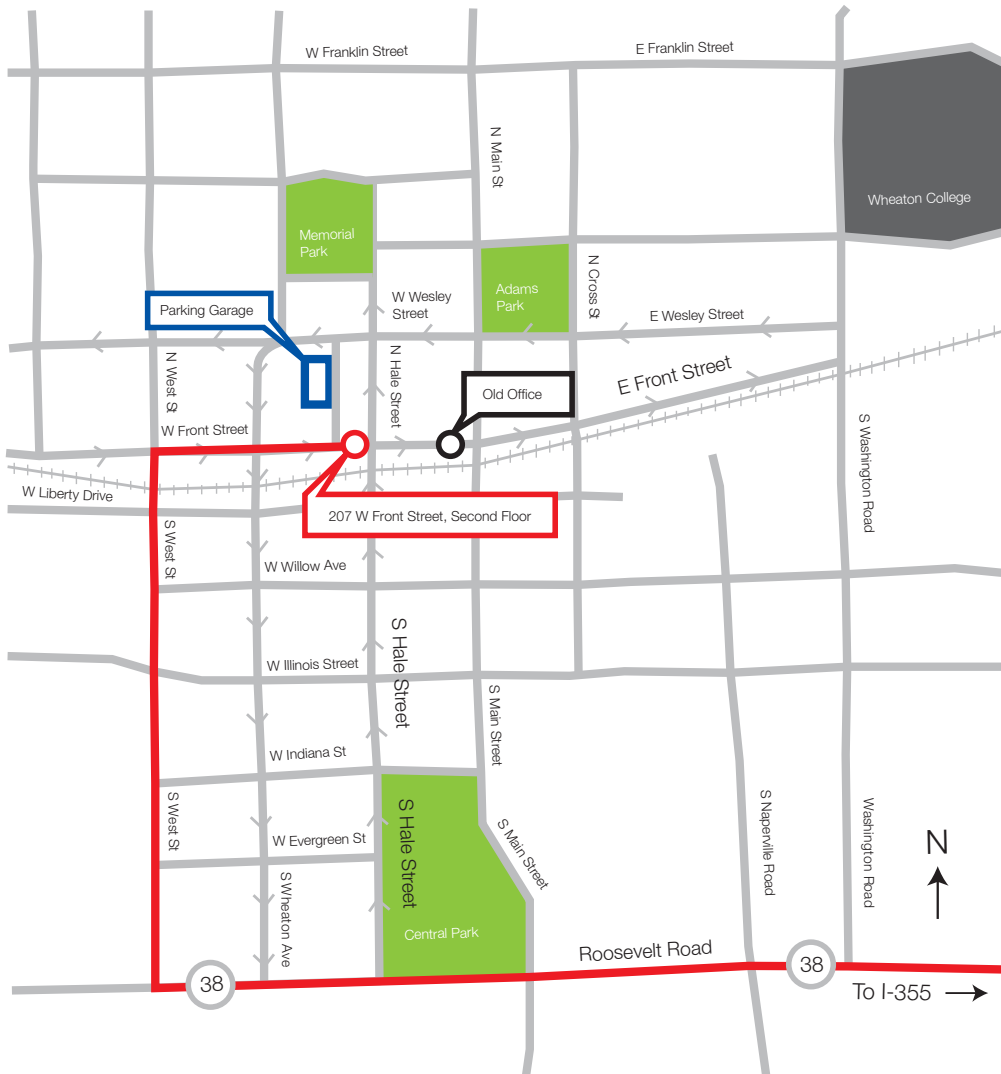 W Franklin Street
E Franklin Street
N Main St
Wheaton College
Memorial
Park
Adams
Park
N Cross St
W Wesley
Street
E Wesley Street
Parking Garage
N West St
N Hale Street
Old Office
E Front Street
W Front Street
W Liberty Drive
207 W Front Street, Second Floor
S Washington Road
S West St
W Willow Ave
S Hale Street
W Illinois Street
S Main Street
W Indiana St
S West St
S Hale Street
S Main Street
S Naperville Road
Washington Road
W Evergreen St
N
S Wheaton Ave
Central Park
Roosevelt Road
38
38
To I-355